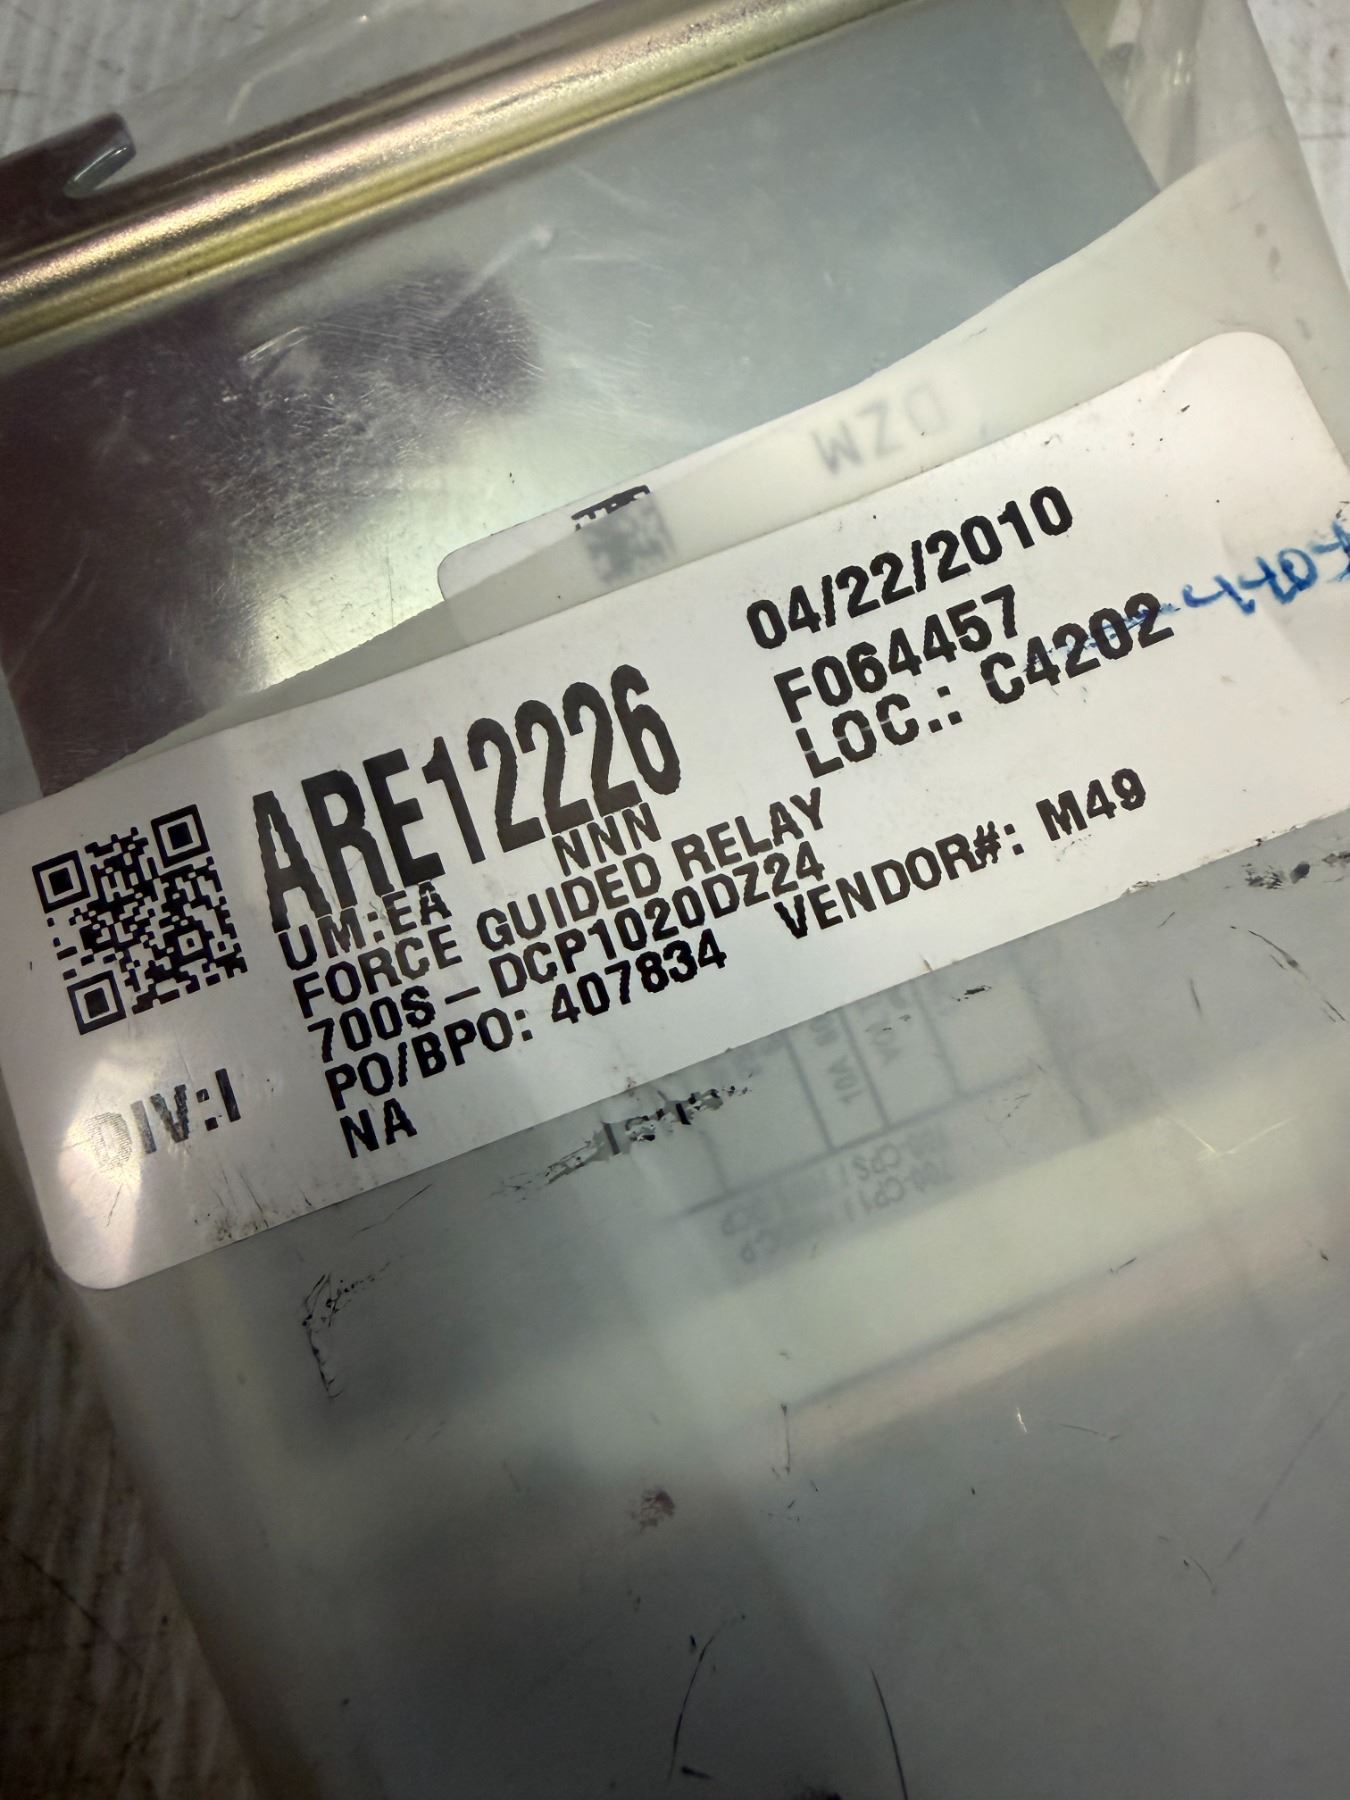 DZM
04/22/2010
F064457
LOC.: C4202
ARE12226
NNN
UM:EA
FORCE GUIDED RELAY
700S-DCP1020DZ24
PO/BPO: 407834 VENDOR#: M49
NA
DIV:I